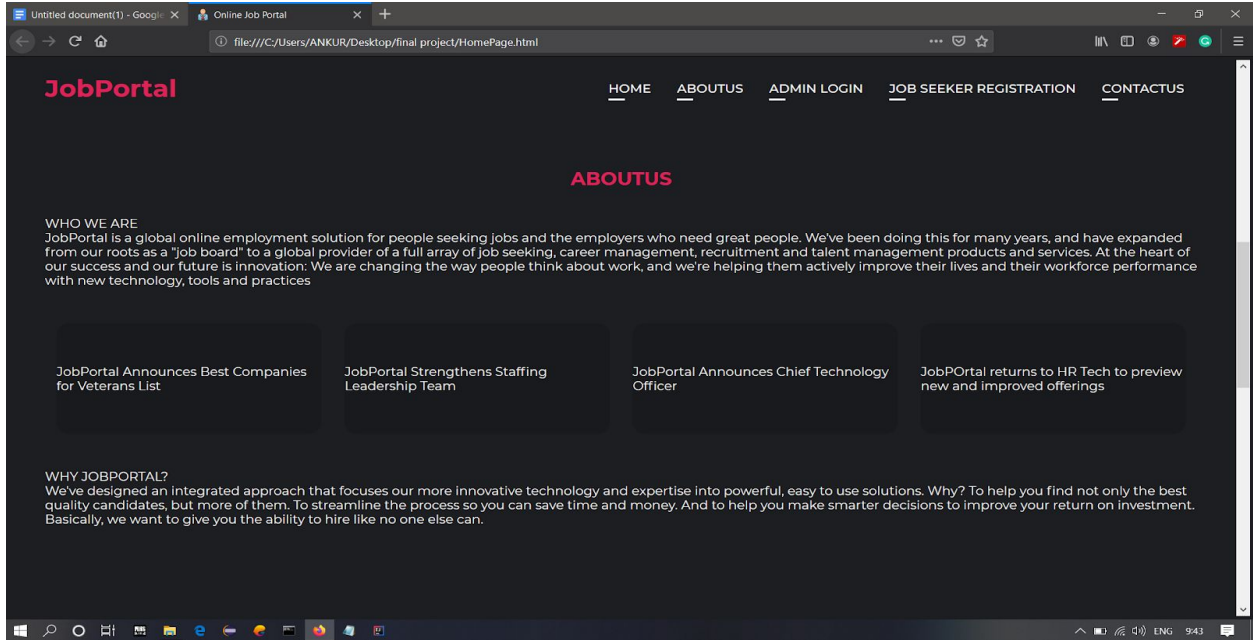 Untitled document(1) - Google
Online Job Portal
file:///C:/Users/ANKUR/Desktop/final project/HomePage.html
JobPortal
HOME
ABOUTUS
ADMIN LOGIN
JOB SEEKER REGISTRATION
CONTACTUS
ABOUTUS
WHO WE ARE
JobPortal is a global online employment solution for people seeking jobs and the employers who need great people. We've been doing this for many years, and have expanded
from our roots as a "job board" to a global provider of a full array of job seeking, career management, recruitment and talent management products and services. At the heart of
our success and our future is innovation: We are changing the way people think about work, and we're helping them actively improve their lives and their workforce performance
with new technology, tools and practices
JobPortal Announces Best Companies
for Veterans List
JobPortal Strengthens Staffing
Leadership Team
JobPortal Announces Chief Technology
Officer
JobPOrtal returns to HR Tech to preview
new and improved offerings
WHY JOBPORTAL?
We've designed an integrated approach that focuses our more innovative technology and expertise into powerful, easy to use solutions. Why? To help you find not only the best
quality candidates, but more of them. To streamline the process so you can save time and money. And to help you make smarter decisions to improve your return on investment.
Basically, we want to give you the ability to hire like no one else can.
ENG
9:43